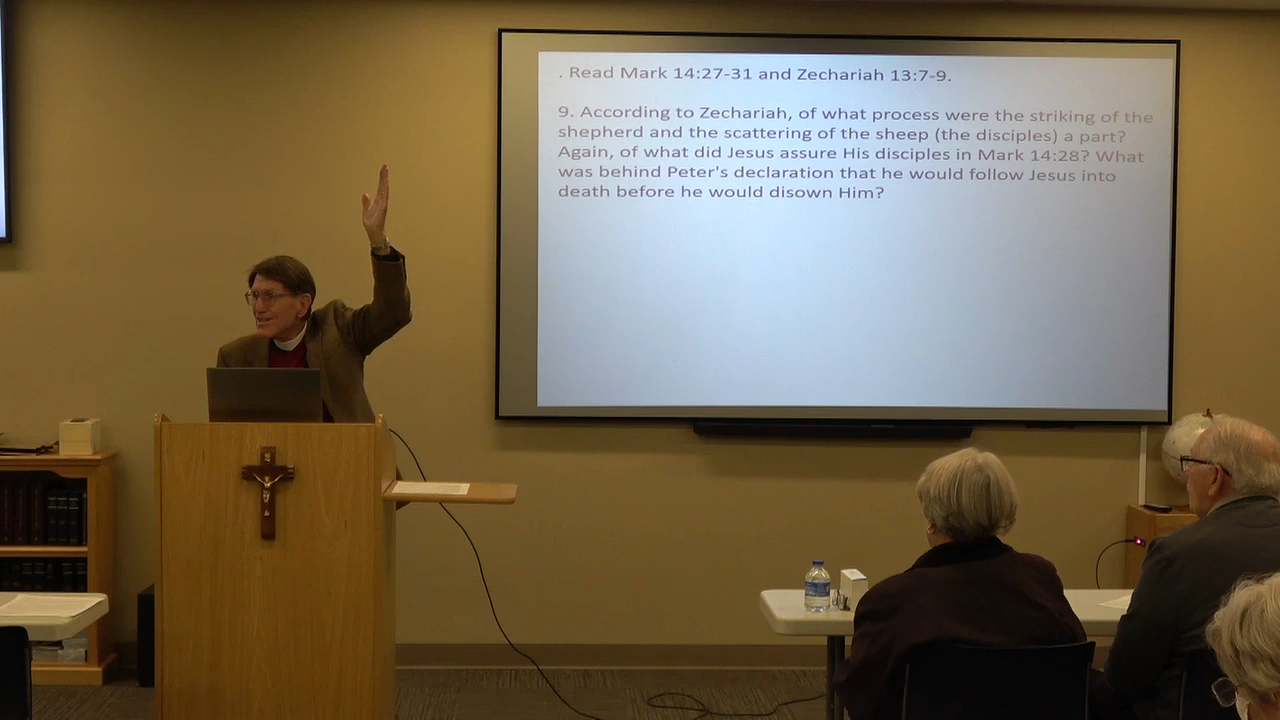 . Read Mark 14:27-31 and Zechariah 13:7-9.
9. According to Zechariah, of what process were the striking of the
shepherd and the scattering of the sheep (the disciples) a part?
Again, of what did Jesus assure His disciples in Mark 14:28? What
was behind Peter's declaration that he would follow Jesus into
death before he would disown Him?